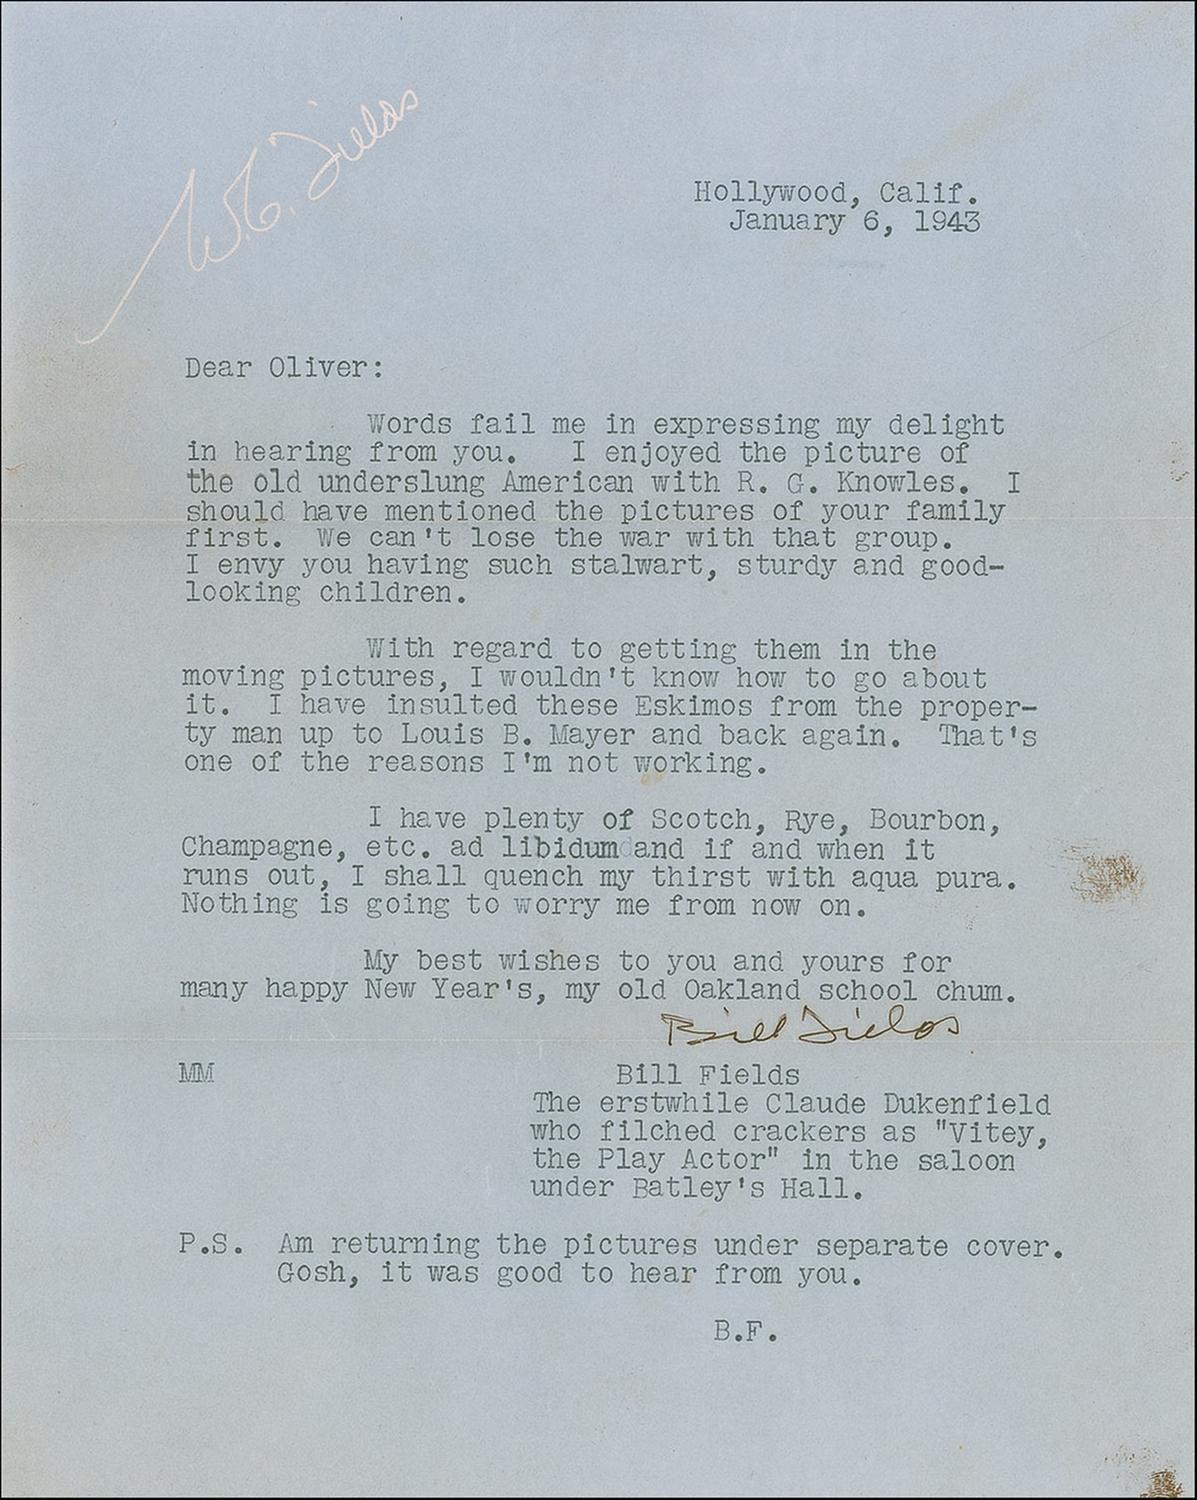 W.C. Fields
Hollywood, Calif.
January 6, 1943
Dear Oliver:
Words fail me in expressing my delight
in hearing from you. I enjoyed the picture of
the old underslung American with R. G. Knowles. I
should have mentioned the pictures of your family
first. We can't lose the war with that group.
I envy you having such stalwart, sturdy and good-
looking children.
With regard to getting them in the
moving pictures, I wouldn't know how to go about
it. I have insulted these Eskimos from the proper-
ty man up to Louis B. Mayer and back again. That's
one of the reasons I'm not working.
I have plenty of Scotch, Rye, Bourbon,
Champagne, etc. ad libidum and if and when it
runs out, I shall quench my thirst with aqua pura.
Nothing is going to worry me from now on.
My best wishes to you and yours for
many happy New Year's, my old Oakland school chum.
Bill Fields
MM
Bill Fields
The erstwhile Claude Dukenfield
who filched crackers as "Vitey,
the Play Actor" in the saloon
under Batley's Hall.
P.S. Am returning the pictures under separate cover.
Gosh, it was good to hear from you.
B.F.